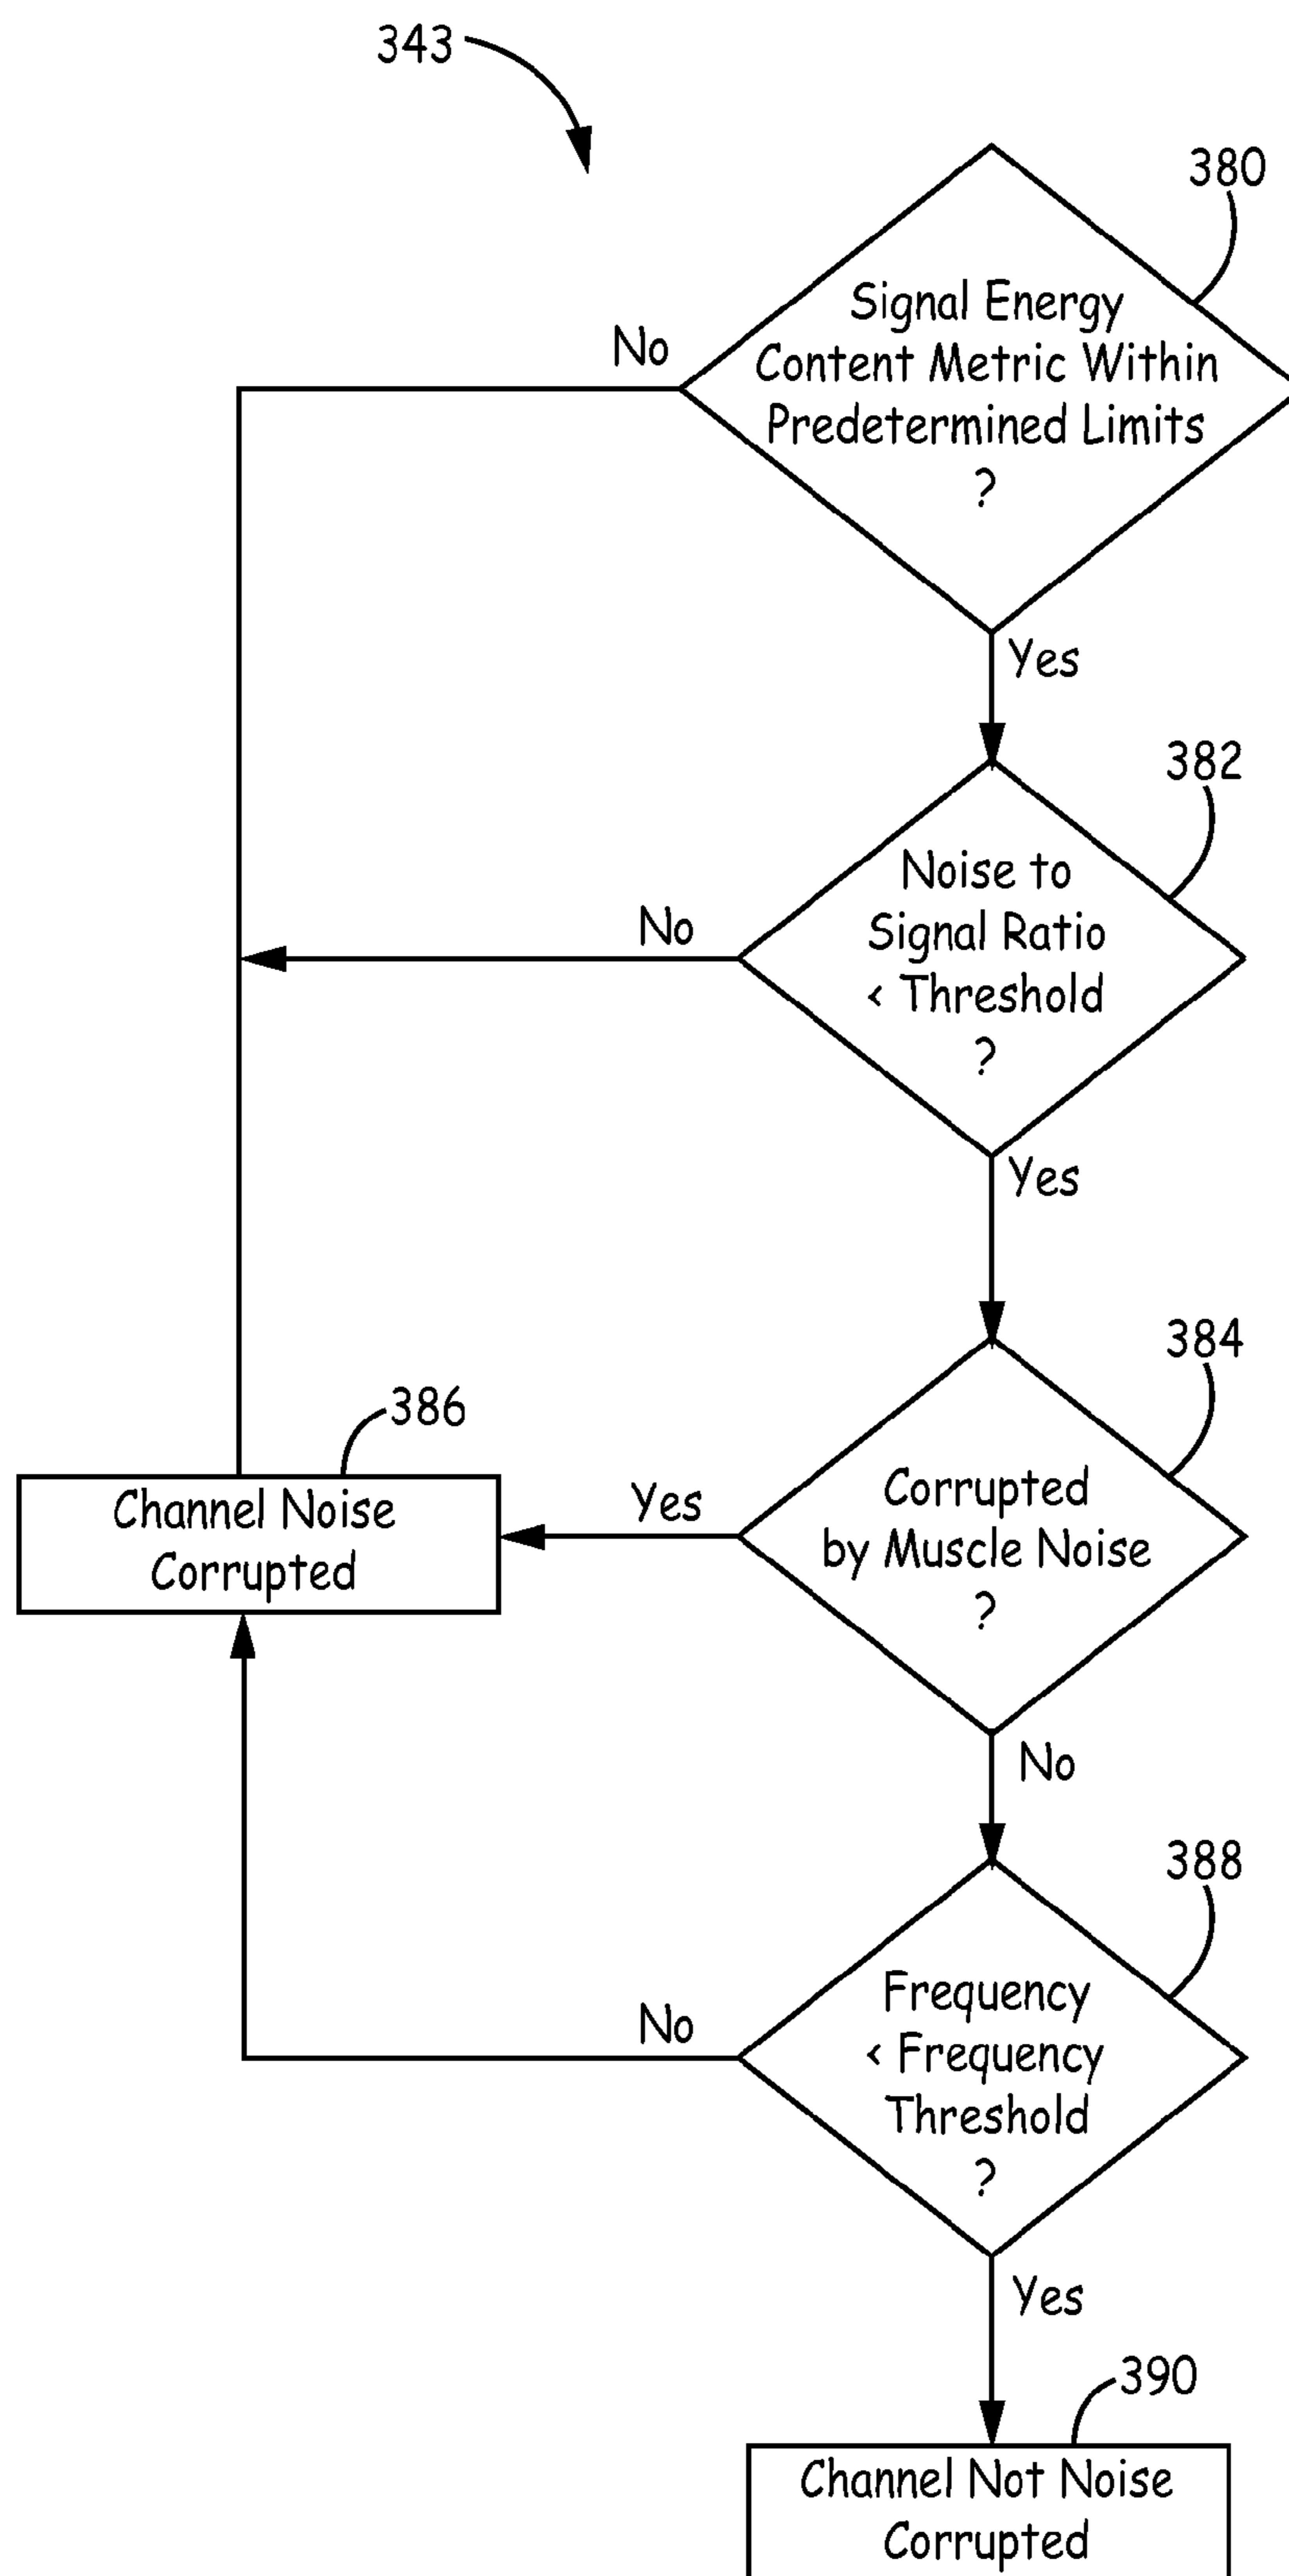 343
380
Signal Energy
Content Metric Within
Predetermined Limits
?
No
Yes
382
Noise to
Signal Ratio
< Threshold
?
No
Yes
384
Corrupted
by Muscle Noise
?
Yes
386
Channel Noise
Corrupted
No
388
Frequency
< Frequency
Threshold
?
No
Yes
390
Channel Not Noise
Corrupted